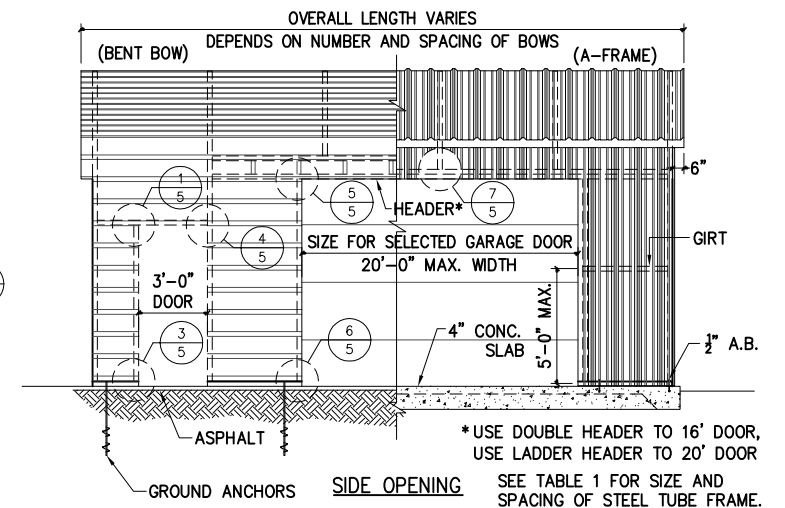 OVERALL LENGTH VARIES
DEPENDS ON NUMBER AND SPACING OF BOWS
(BENT BOW)
(A-FRAME)
6"
1
5
5
5
7
5
HEADER*
4
5
SIZE FOR SELECTED GARAGE DOOR
20'-0" MAX. WIDTH
GIRT
3'-0"
DOOR
5'-0" MAX.
3
5
6
5
4" CONC.
SLAB
½" A.B.
ASPHALT
*USE DOUBLE HEADER TO 16' DOOR,
USE LADDER HEADER TO 20' DOOR
GROUND ANCHORS
SIDE OPENING
SEE TABLE 1 FOR SIZE AND
SPACING OF STEEL TUBE FRAME.